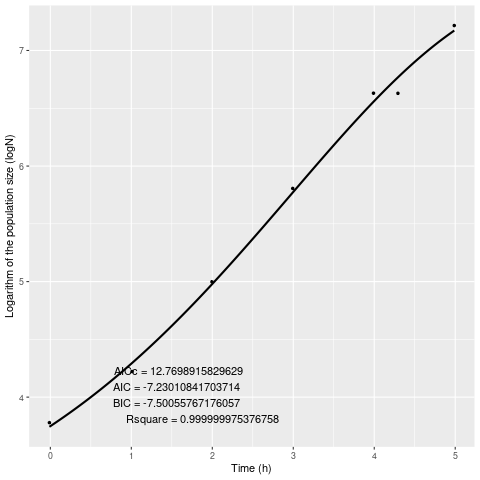 7
6
5
4
Logarithm of the population size (logN)
AICc = 12.7698915829629
AIC = -7.23010841703714
BIC = -7.50055767176057
Rsquare = 0.999999975376758
0 1 2 3 4 5
Time (h)